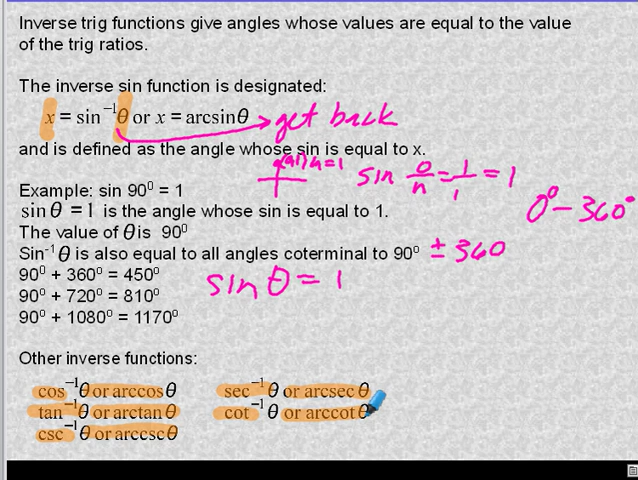 Inverse trig functions give angles whose values are equal to the value
of the trig ratios.
The inverse sin function is designated:
x = sin⁻¹θ or x = arcsinθ → get back
and is defined as the angle whose sin is equal to x.
n=1
sin o/h = 1/1 = 1
0° – 360°
Example: sin 90⁰ = 1
sin θ = 1 is the angle whose sin is equal to 1.
The value of θ is 90⁰
Sin⁻¹ θ is also equal to all angles coterminal to 90⁰ ± 360
90⁰ + 360⁰ = 450⁰
sin θ = 1
90⁰ + 720⁰ = 810⁰
90⁰ + 1080⁰ = 1170⁰
Other inverse functions:
cos⁻¹θ or arccosθ sec⁻¹θ or arcsecθ
tan⁻¹θ or arctanθ cot⁻¹θ or arccotθ
csc⁻¹θ or arccscθ